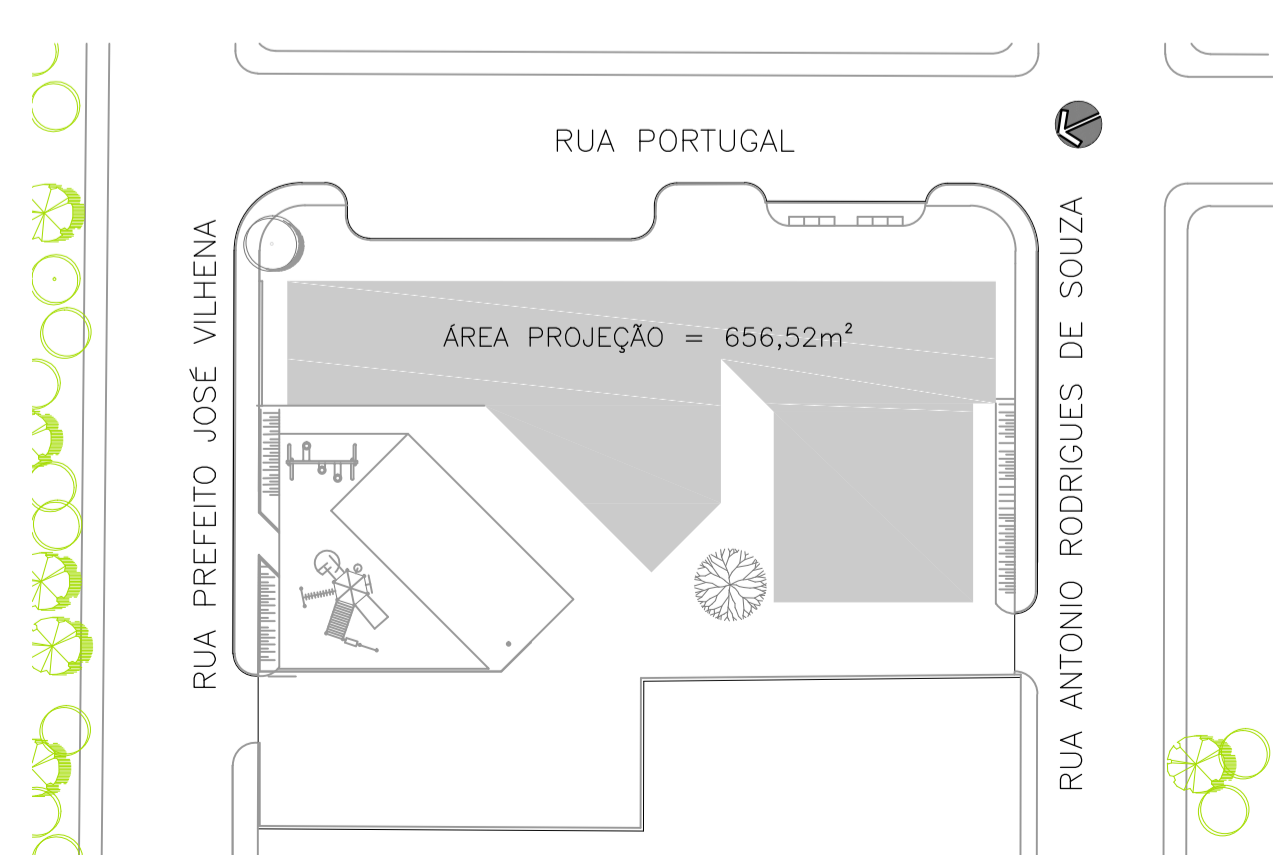 RUA PORTUGAL
RUA PREFEITO JOSÉ VILHENA
ÁREA PROJEÇÃO = 656,52m²
RUA ANTONIO RODRIGUES DE SOUZA